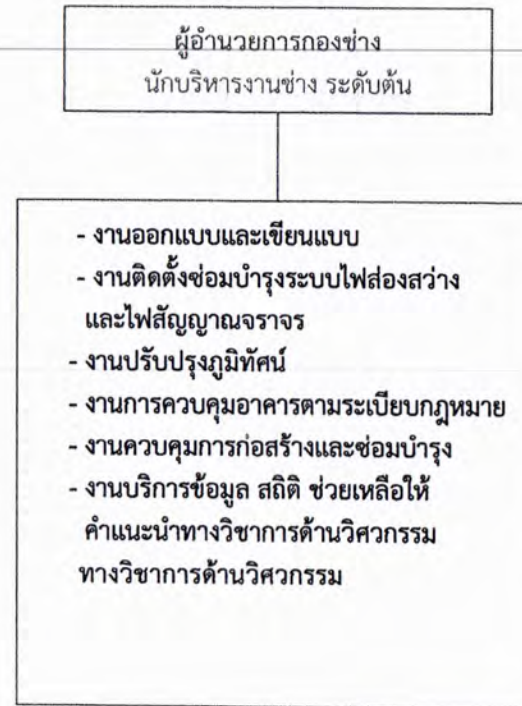 ผู้อำนวยการกองช่าง
นักบริหารงานช่าง ระดับต้น
- งานออกแบบและเขียนแบบ
- งานติดตั้งซ่อมบำรุงระบบไฟส่องสว่าง
และไฟสัญญาณจราจร
- งานปรับปรุงภูมิทัศน์
- งานการควบคุมอาคารตามระเบียบกฎหมาย
- งานควบคุมการก่อสร้างและซ่อมบำรุง
- งานบริการข้อมูล สถิติ ช่วยเหลือให้
คำแนะนำทางวิชาการด้านวิศวกรรม
ทางวิชาการด้านวิศวกรรม